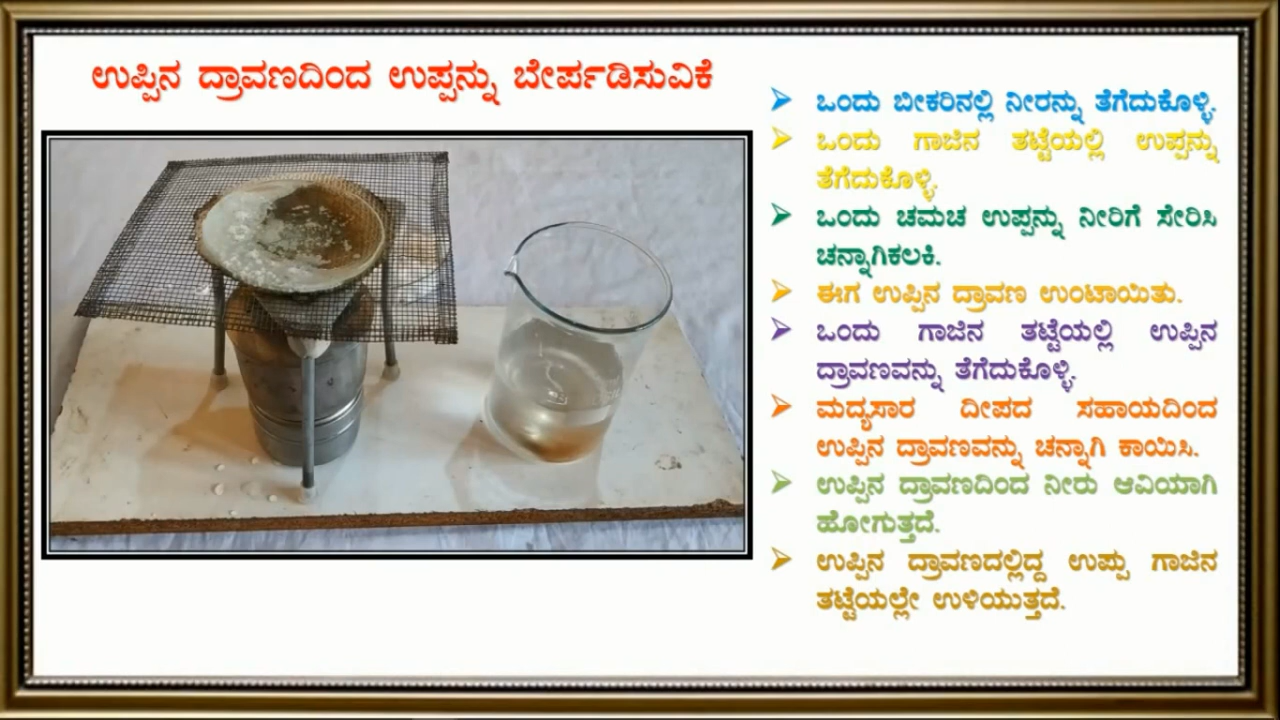 ಉಪ್ಪಿನ ದ್ರಾವಣದಿಂದ ಉಪ್ಪನ್ನು ಬೇರ್ಪಡಿಸುವಿಕೆ
ಒಂದು ಬೀಕರಿನಲ್ಲಿ ನೀರನ್ನು ತೆಗೆದುಕೊಳ್ಳಿ.
ಒಂದು ಗಾಜಿನ ತಟ್ಟೆಯಲ್ಲಿ ಉಪ್ಪನ್ನು
ತೆಗೆದುಕೊಳ್ಳಿ.
ಒಂದು ಚಮಚ ಉಪ್ಪನ್ನು ನೀರಿಗೆ ಸೇರಿಸಿ
ಚನ್ನಾಗಿಕಲಕಿ.
ಈಗ ಉಪ್ಪಿನ ದ್ರಾವಣ ಉಂಟಾಯಿತು.
ಒಂದು ಗಾಜಿನ ತಟ್ಟೆಯಲ್ಲಿ ಉಪ್ಪಿನ
ದ್ರಾವಣವನ್ನು ತೆಗೆದುಕೊಳ್ಳಿ.
ಮದ್ಯಸಾರ ದೀಪದ ಸಹಾಯದಿಂದ
ಉಪ್ಪಿನ ದ್ರಾವಣವನ್ನು ಚನ್ನಾಗಿ ಕಾಯಿಸಿ.
ಉಪ್ಪಿನ ದ್ರಾವಣದಿಂದ ನೀರು ಆವಿಯಾಗಿ
ಹೋಗುತ್ತದೆ.
ಉಪ್ಪಿನ ದ್ರಾವಣದಲ್ಲಿದ್ದ ಉಪ್ಪು ಗಾಜಿನ
ತಟ್ಟೆಯಲ್ಲೇ ಉಳಿಯುತ್ತದೆ.